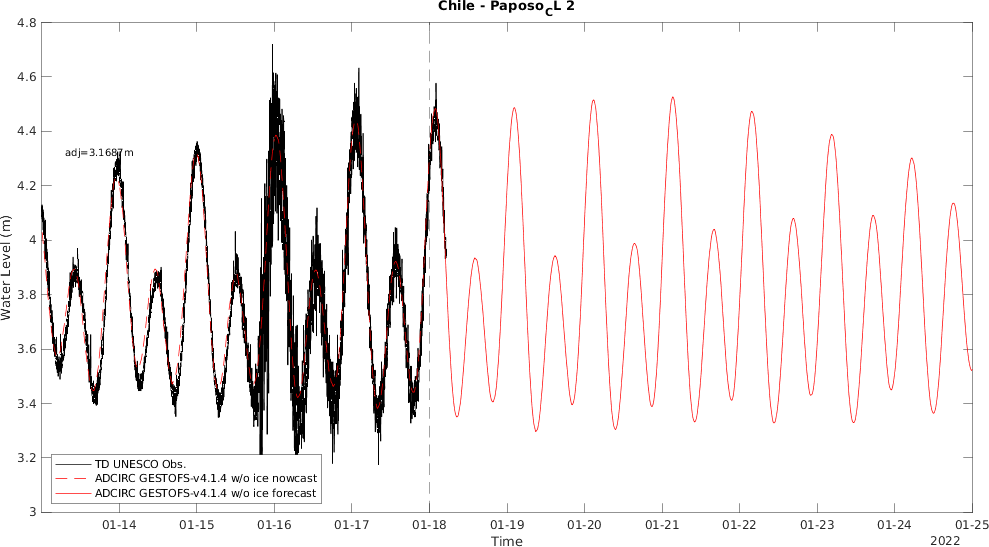 Chile - Paposo_CL 2
4.8
4.6
4.4
4.2
4
3.8
3.6
3.4
3.2
3
Water Level (m)
adj=3.1687m
TD UNESCO Obs.
ADCIRC GESTOFS-v4.1.4 w/o ice nowcast
ADCIRC GESTOFS-v4.1.4 w/o ice forecast
01-14 01-15 01-16 01-17 01-18 01-19 01-20 01-21 01-22 01-23 01-24 01-25
Time
2022